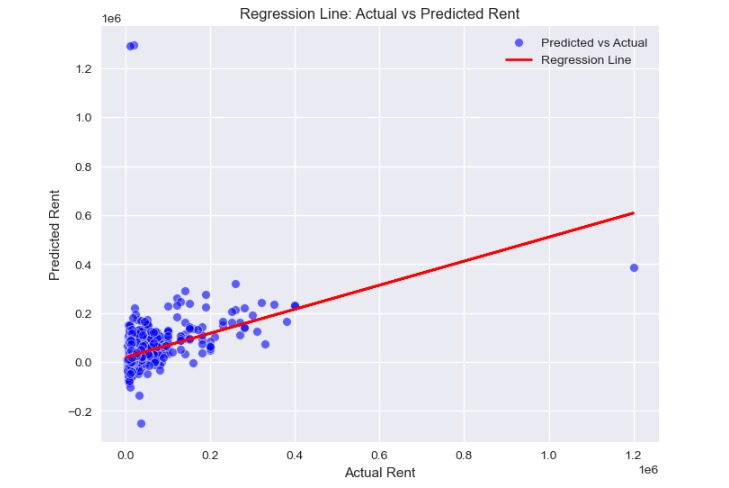 Regression Line: Actual vs Predicted Rent
1e6
Predicted vs Actual
Regression Line
1.2
1.0
0.8
0.6
0.4
0.2
0.0
−0.2
Predicted Rent
0.0 0.2 0.4 0.6 0.8 1.0 1.2
1e6
Actual Rent